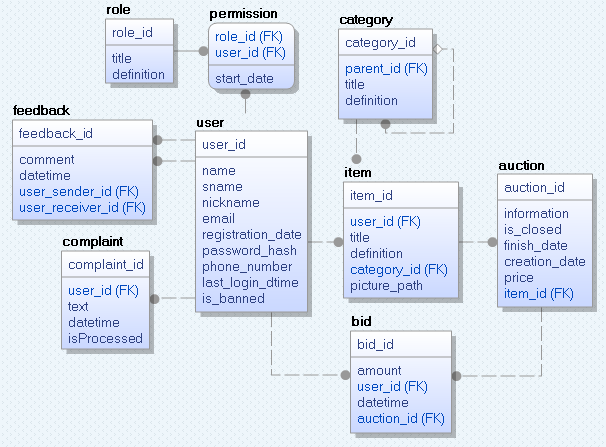 role
role_id
title
definition
permission
role_id (FK)
user_id (FK)
start_date
category
category_id
parent_id (FK)
title
definition
feedback
feedback_id
comment
datetime
user_sender_id (FK)
user_receiver_id (FK)
user
user_id
name
sname
nickname
email
registration_date
password_hash
phone_number
last_login_dtime
is_banned
item
item_id
user_id (FK)
title
definition
category_id (FK)
picture_path
auction
auction_id
information
is_closed
finish_date
creation_date
price
item_id (FK)
complaint
complaint_id
user_id (FK)
text
datetime
isProcessed
bid
bid_id
amount
user_id (FK)
datetime
auction_id (FK)